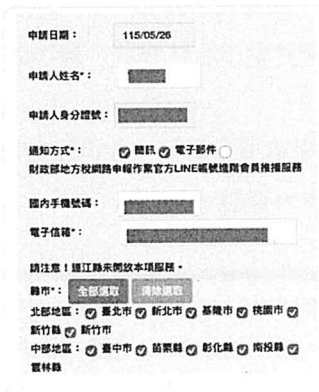 申請日期： 115/05/26
申請人姓名*：
申請人身分證號：
通知方式*： 簡訊 電子郵件
財政部地方稅網路申報作業官方LINE帳號進階會員推播服務
國內手機號碼：
電子信箱*：
請注意！連江縣未開放本項服務。
縣市*： 全部選取 清除選取
北部地區： 臺北市 新北市 基隆市 桃園市
新竹縣 新竹市
中部地區： 臺中市 苗栗縣 彰化縣 南投縣
雲林縣